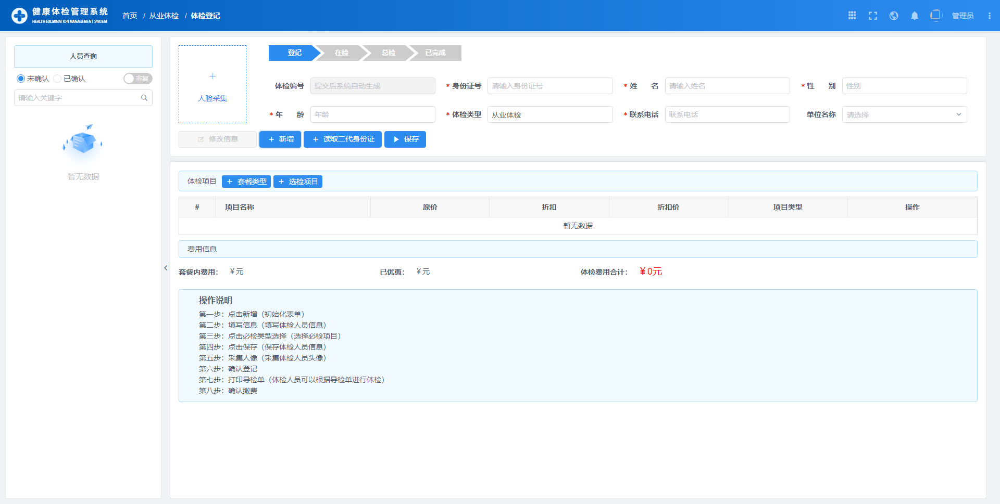 健康体检管理系统
HEALTH EXCMINATION MANAGEMENT SYATEM
首页 / 从业体检 / 体检登记
管理员
人员查询
未确认 已确认 非复
请输入关键字
暂无数据
人脸采集
登记 在检 总检 已完成
体检编号 提交后系统自动生成 * 身份证号 请输入身份证号 * 姓 名 请输入姓名 * 性 别 性别
* 年 龄 年龄 * 体检类型 从业体检 * 联系电话 联系电话 单位名称 请选择
修改信息 新增 读取二代身份证 保存
体检项目 套餐类型 选检项目
# 项目名称 原价 折扣 折扣价 项目类型 操作
暂无数据
费用信息
套餐内费用： ￥元 已优惠： ￥元 体检费用合计： ￥0元
操作说明
第一步：点击新增（初始化表单）
第二步：填写信息（填写体检人员信息）
第三步：点击必检类型选择（选择必检项目）
第四步：点击保存（保存体检人员信息）
第五步：采集人像（采集体检人员头像）
第六步：确认登记
第七步：打印导检单（体检人员可以根据导检单进行体检）
第八步：确认缴费